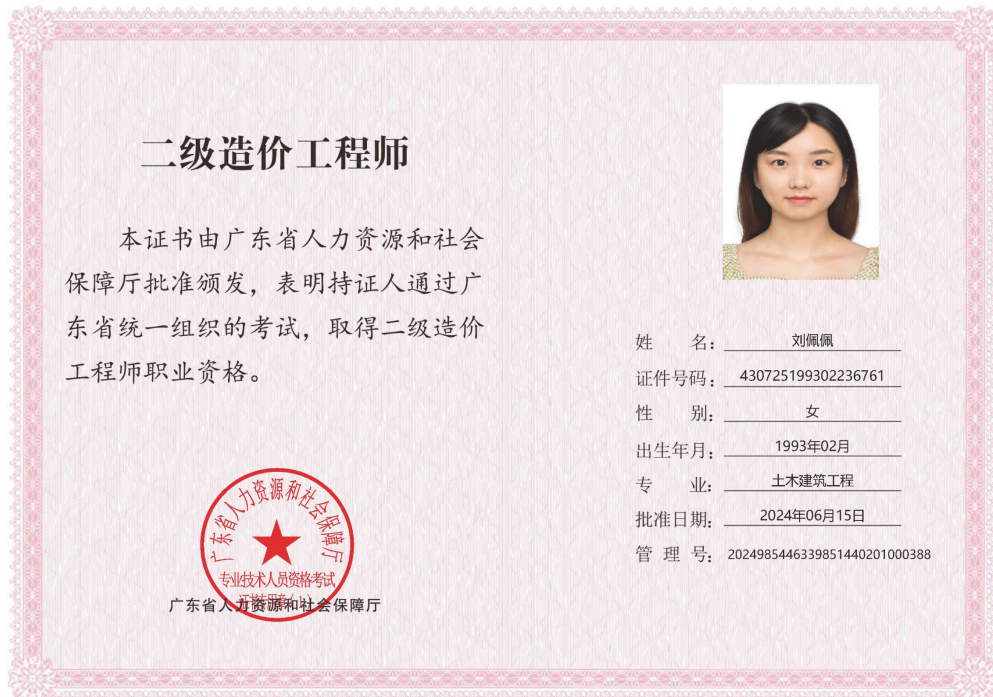 二级造价工程师
本证书由广东省人力资源和社会
保障厅批准颁发，表明持证人通过广
东省统一组织的考试，取得二级造价
工程师职业资格。
广东省人力资源和社会保障厅
专业技术人员资格考试
证书专用章(1)
广东省人力资源和社会保障厅
姓 名：刘佩佩
证件号码：430725199302236761
性 别：女
出生年月：1993年02月
专 业：土木建筑工程
批准日期：2024年06月15日
管 理 号：20249854463398514402010003​88